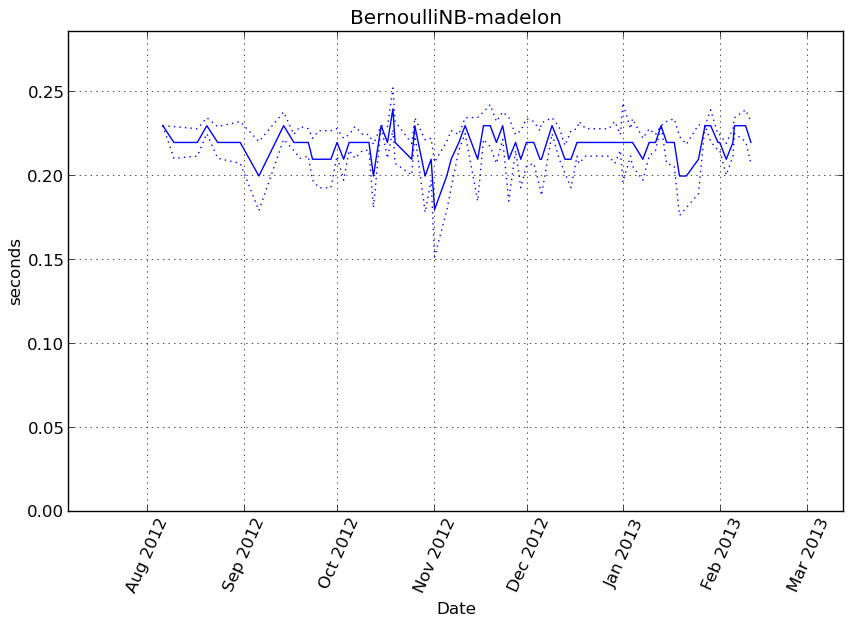 BernoulliNB-madelon
0.25
0.20
0.15
0.10
0.05
0.00
seconds
Aug 2012
Sep 2012
Oct 2012
Nov 2012
Dec 2012
Jan 2013
Feb 2013
Mar 2013
Date